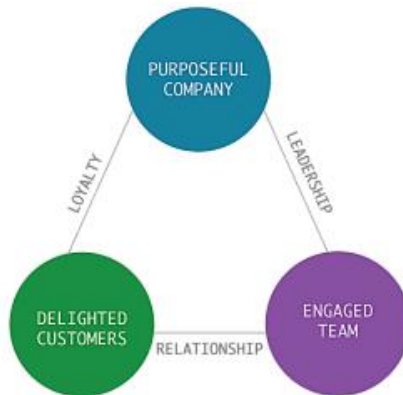 PURPOSEFUL
COMPANY
LOYALTY
LEADERSHIP
DELIGHTED
CUSTOMERS
ENGAGED
TEAM
RELATIONSHIP